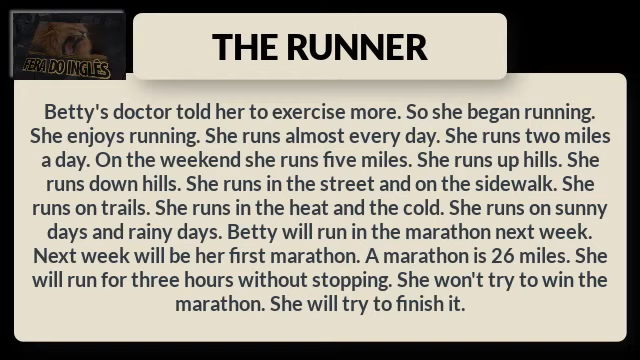 FERA DO INGLÊS
THE RUNNER
Betty's doctor told her to exercise more. So she began running.
She enjoys running. She runs almost every day. She runs two miles
a day. On the weekend she runs five miles. She runs up hills. She
runs down hills. She runs in the street and on the sidewalk. She
runs on trails. She runs in the heat and the cold. She runs on sunny
days and rainy days. Betty will run in the marathon next week.
Next week will be her first marathon. A marathon is 26 miles. She
will run for three hours without stopping. She won't try to win the
marathon. She will try to finish it.